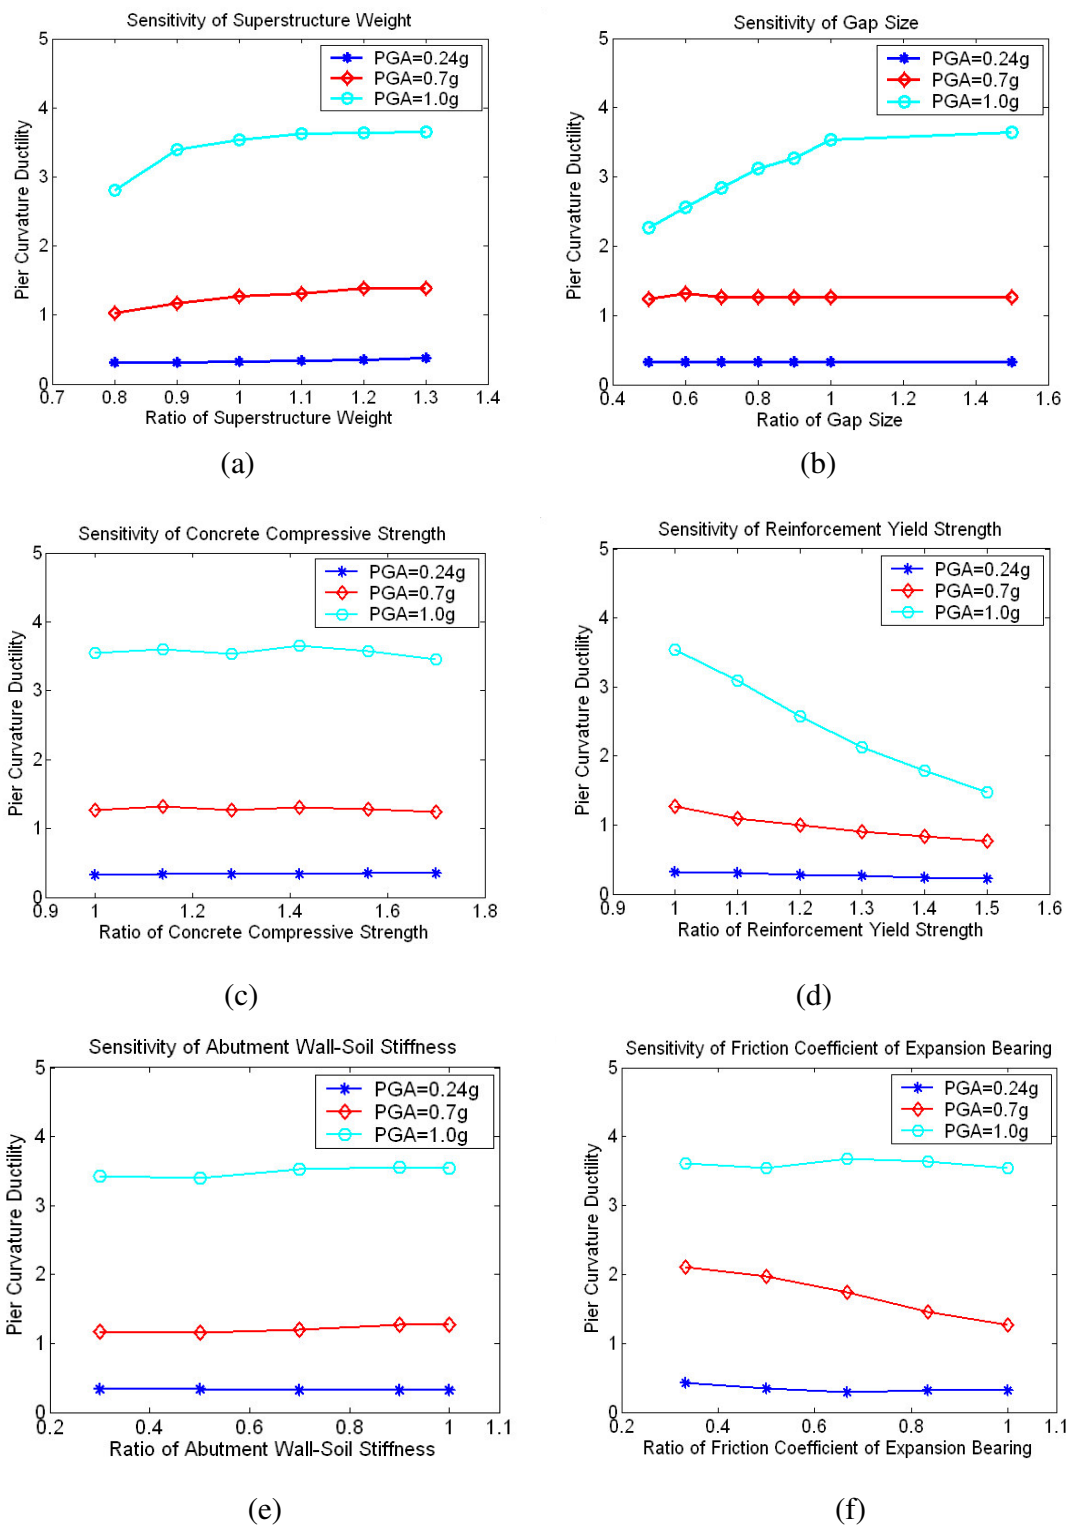 Sensitivity of Superstructure Weight
5
4
3
2
1
0
Pier Curvature Ductility
PGA=0.24g
PGA=0.7g
PGA=1.0g
0.7 0.8 0.9 1 1.1 1.2 1.3 1.4
Ratio of Superstructure Weight
(a)
Sensitivity of Gap Size
5
4
3
2
1
0
Pier Curvature Ductility
PGA=0.24g
PGA=0.7g
PGA=1.0g
0.4 0.6 0.8 1 1.2 1.4 1.6
Ratio of Gap Size
(b)
Sensitivity of Concrete Compressive Strength
5
4
3
2
1
0
Pier Curvature Ductility
PGA=0.24g
PGA=0.7g
PGA=1.0g
0.9 1 1.2 1.4 1.6 1.8
Ratio of Concrete Compressive Strength
(c)
Sensitivity of Reinforcement Yield Strength
5
4
3
2
1
0
Pier Curvature Ductility
PGA=0.24g
PGA=0.7g
PGA=1.0g
0.9 1 1.1 1.2 1.3 1.4 1.5 1.6
Ratio of Reinforcement Yield Strength
(d)
Sensitivity of Abutment Wall-Soil Stiffness
5
4
3
2
1
0
Pier Curvature Ductility
PGA=0.24g
PGA=0.7g
PGA=1.0g
0.2 0.4 0.6 0.8 1 1.1
Ratio of Abutment Wall-Soil Stiffness
(e)
Sensitivity of Friction Coefficient of Expansion Bearing
5
4
3
2
1
0
Pier Curvature Ductility
PGA=0.24g
PGA=0.7g
PGA=1.0g
0.2 0.4 0.6 0.8 1 1.1
Ratio of Friction Coefficient of Expansion Bearing
(f)